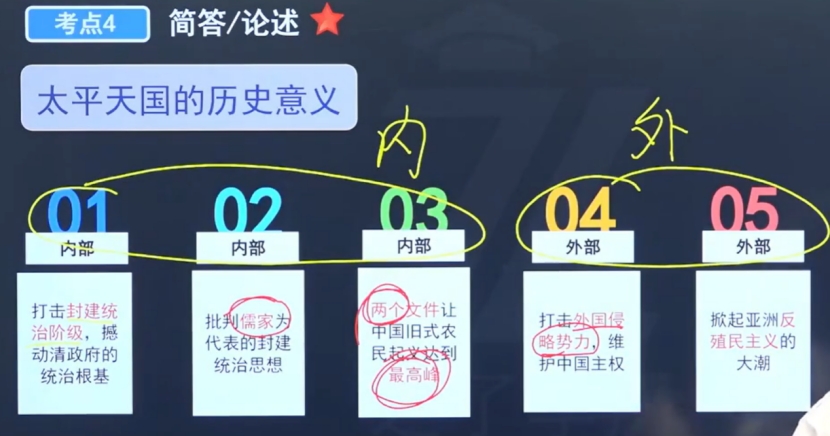 考点4 简答/论述
太平天国的历史意义
内
外
01
内部
打击封建统
治阶级，撼
动清政府的
统治根基
02
内部
批判儒家为
代表的封建
统治思想
03
内部
两个文件让
中国旧式农
民起义达到
最高峰
04
外部
打击外国侵
略势力，维
护中国主权
05
外部
掀起亚洲反
殖民主义的
大潮